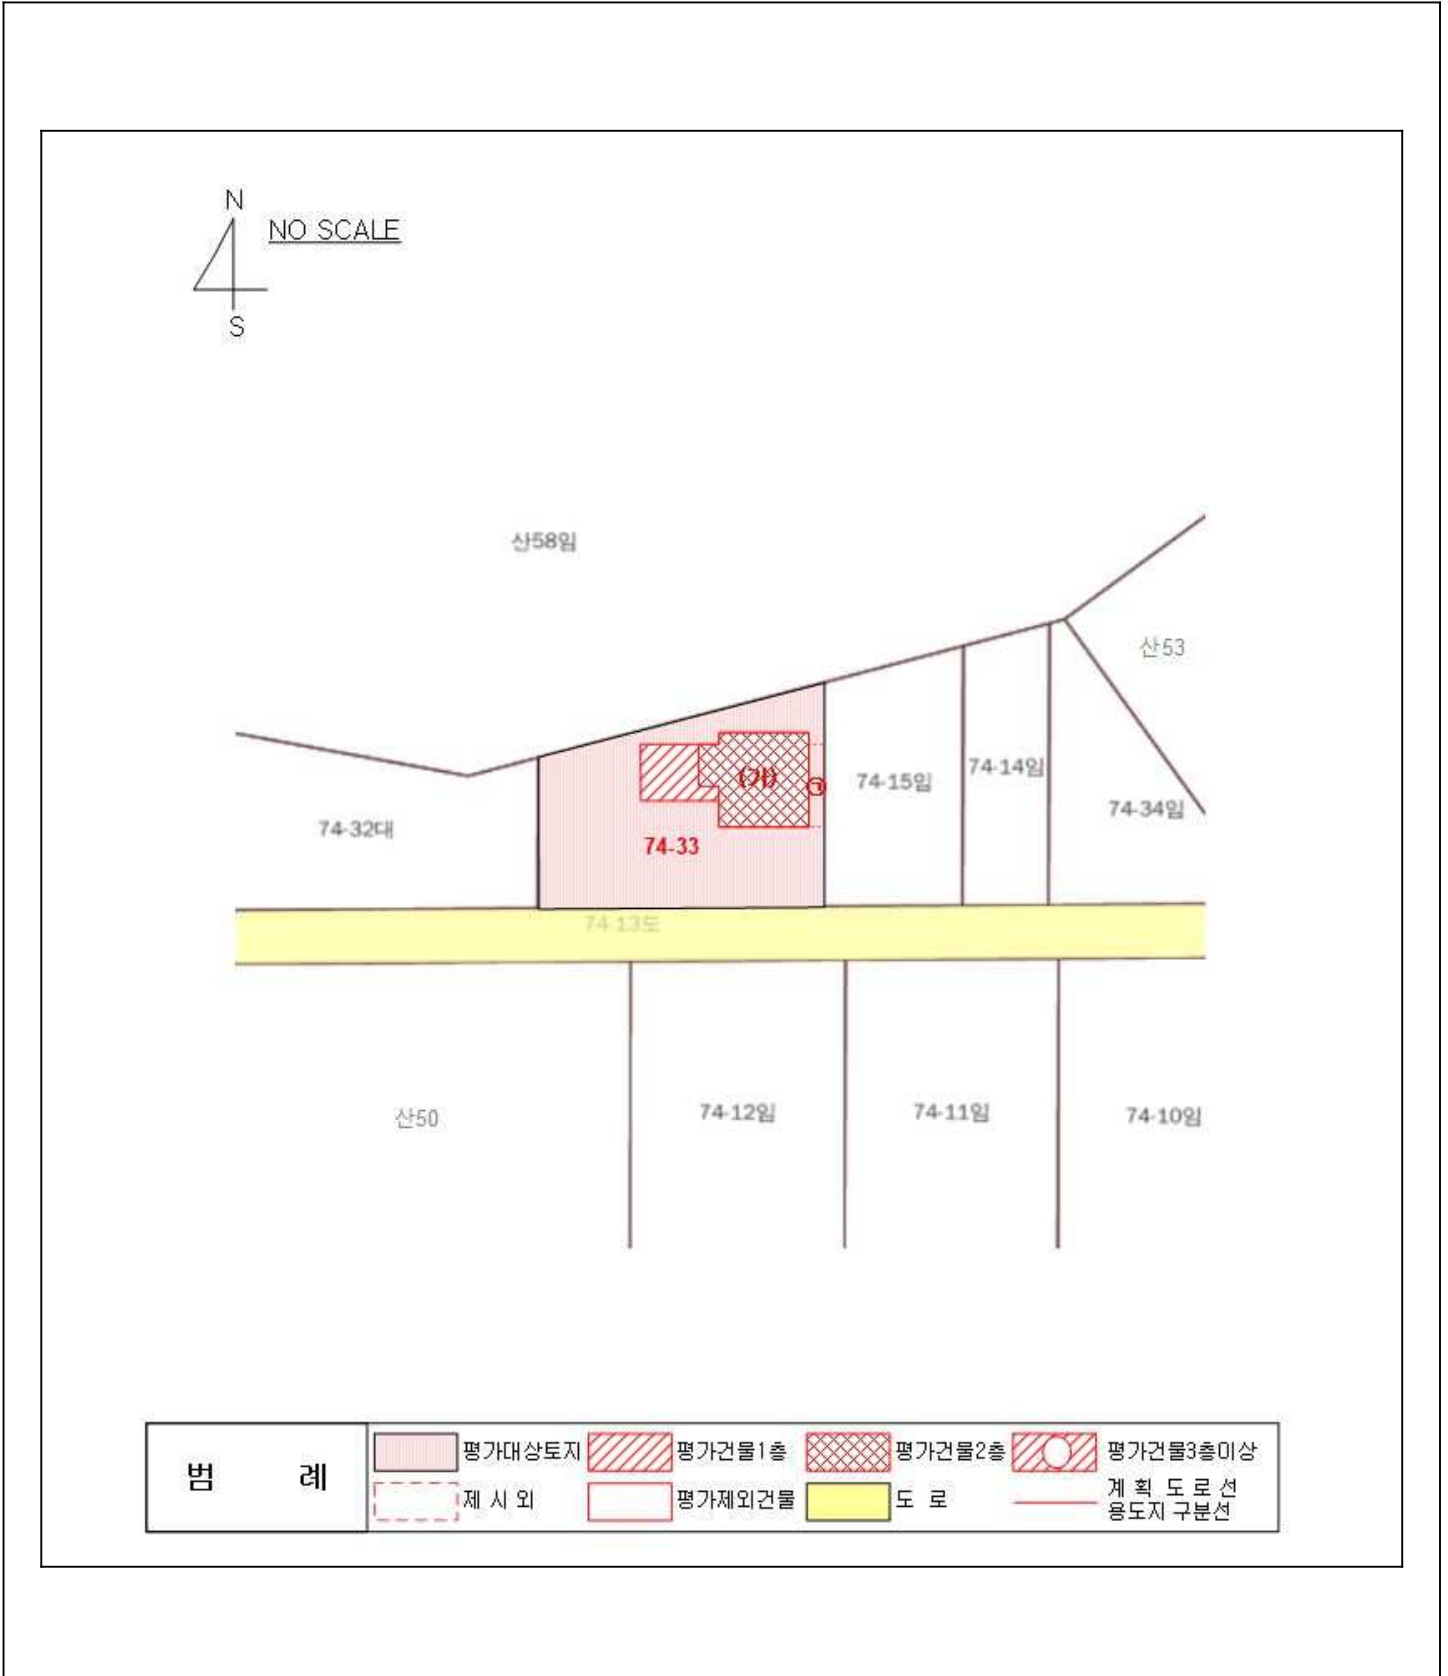 N
NO SCALE
S
산58임
산53
74-15임
74-14임
74-34임
(가)
㉠
74-32대
74-33
74-13도
산50
74-12임
74-11임
74-10임
범 례
평가대상토지
평가건물1층
평가건물2층
평가건물3층이상
제 시 외
평가제외건물
도 로
계 획 도 로 선
용도지 구분선